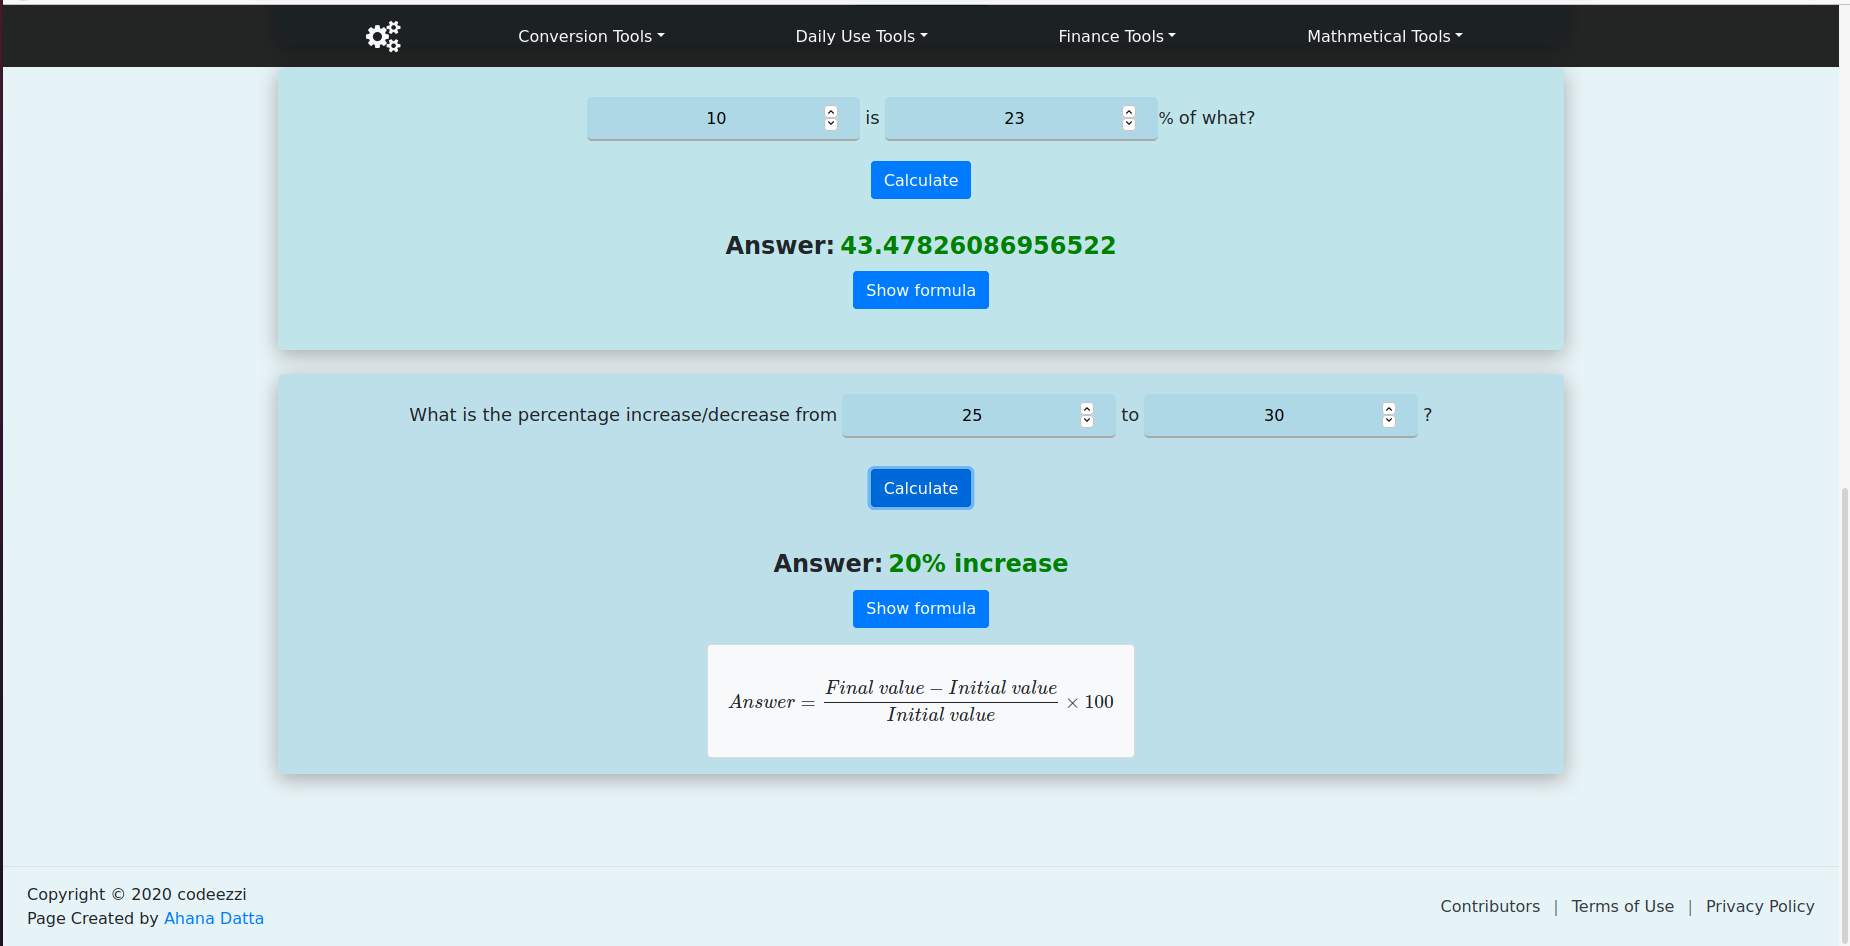 Conversion Tools Daily Use Tools Finance Tools Mathmetical Tools
10 is 23 % of what?
Calculate
Answer: 43.47826086956522
Show formula
What is the percentage increase/decrease from 25 to 30 ?
Calculate
Answer: 20% increase
Show formula
Answer = Final value − Initial value / Initial value × 100
Copyright © 2020 codeezzi
Page Created by Ahana Datta
Contributors | Terms of Use | Privacy Policy